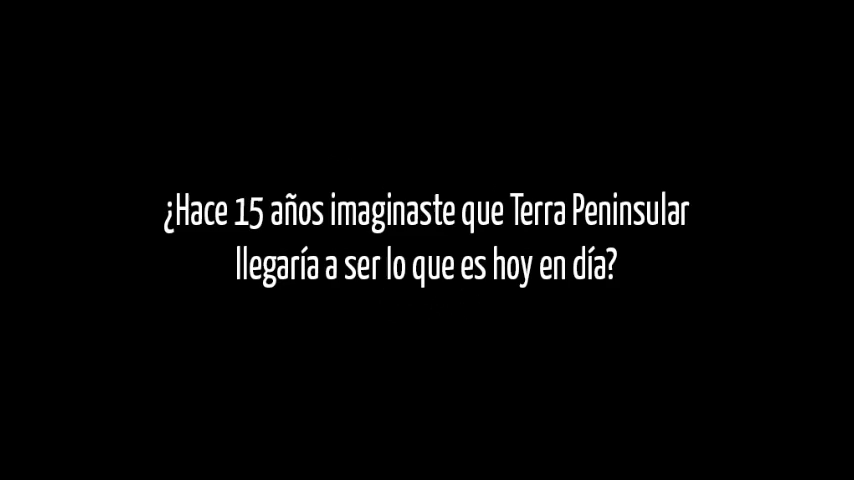 ¿Hace 15 años imaginaste que Terra Peninsular
llegaría a ser lo que es hoy en día?